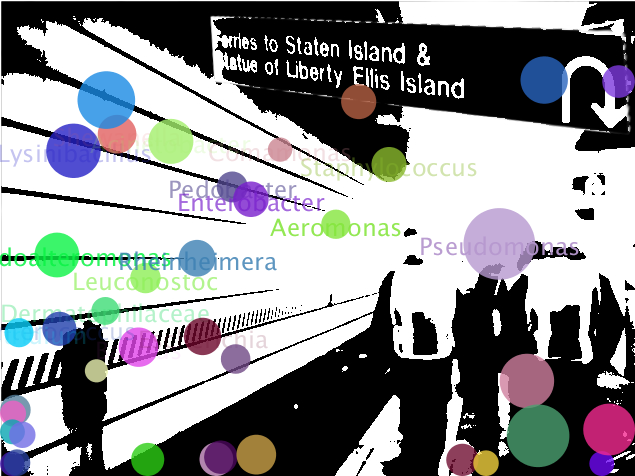 Ferries to Staten Island &
Statue of Liberty Ellis Island
Lysinibacillus
Staphylococcus
Pedobacter
Enterobacter
Aeromonas
Pseudomonas
Rheinheimera
Leuconostoc